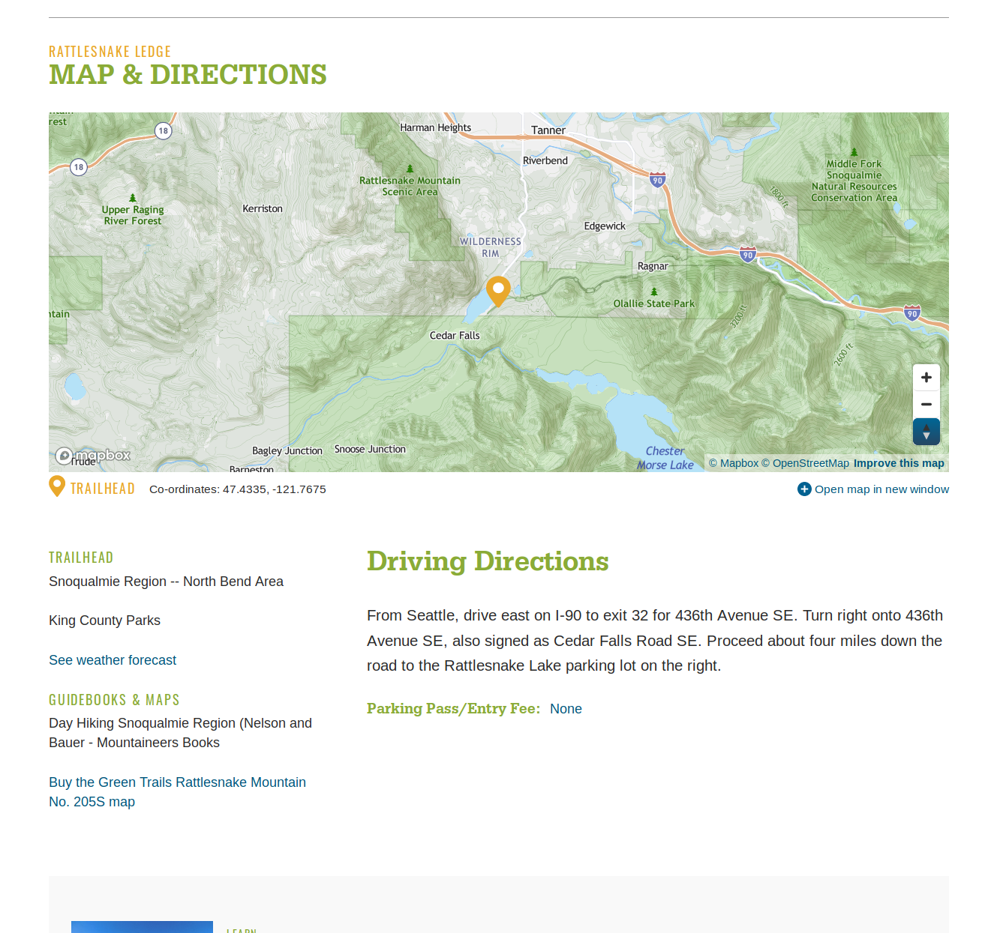 RATTLESNAKE LEDGE
MAP & DIRECTIONS
rest
18
Harman Heights
Tanner
18
Riverbend
Middle Fork
Snoqualmie
Natural Resources
Conservation Area
Rattlesnake Mountain
Scenic Area
90
1800 ft
Upper Raging
River Forest
Kerriston
Edgewick
WILDERNESS
RIM
90
Ragnar
Olallie State Park
ntain
3200 ft
90
Cedar Falls
2600 ft
Bagley Junction
Snoose Junction
Chester
Morse Lake
mapbox
Trude
Barneston
© Mapbox © OpenStreetMap Improve this map
TRAILHEAD Co-ordinates: 47.4335, -121.7675
Open map in new window
TRAILHEAD
Snoqualmie Region -- North Bend Area
King County Parks
See weather forecast
GUIDEBOOKS & MAPS
Day Hiking Snoqualmie Region (Nelson and
Bauer - Mountaineers Books
Buy the Green Trails Rattlesnake Mountain
No. 205S map
Driving Directions
From Seattle, drive east on I-90 to exit 32 for 436th Avenue SE. Turn right onto 436th
Avenue SE, also signed as Cedar Falls Road SE. Proceed about four miles down the
road to the Rattlesnake Lake parking lot on the right.
Parking Pass/Entry Fee: None
LEARN